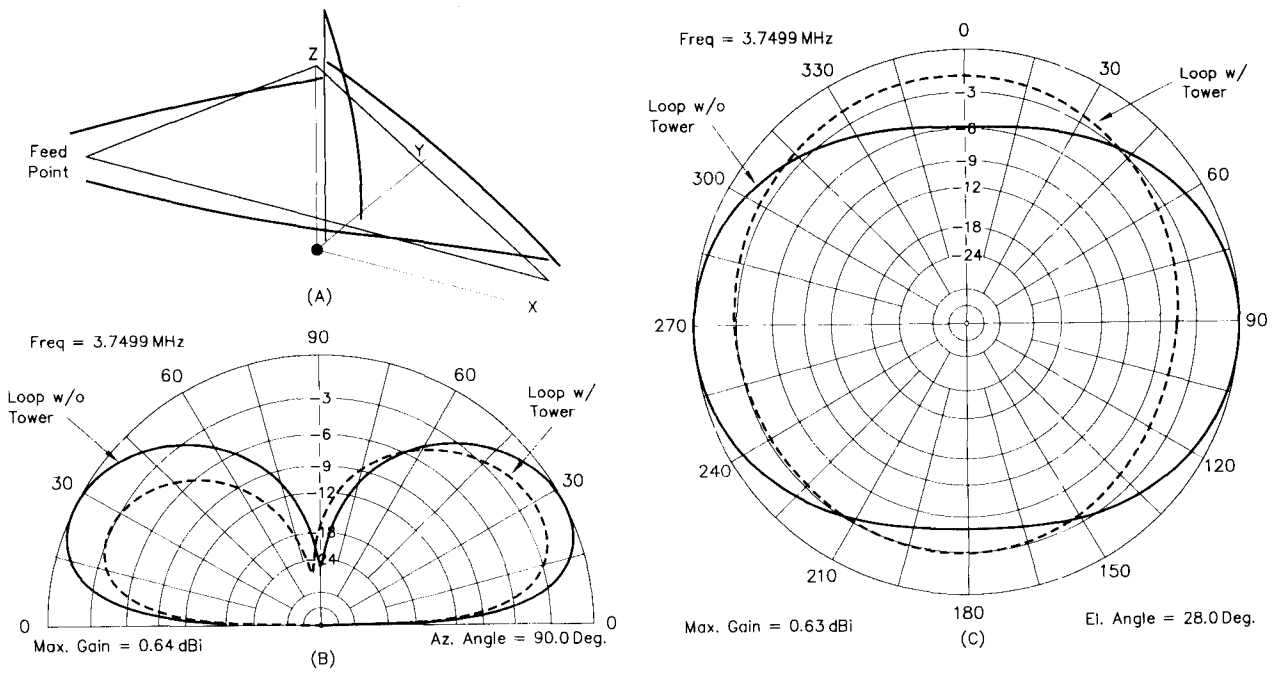 Z
Y
Feed
Point
(A)
X
Freq = 3.7499 MHz
90
60
60
Loop w/o
Tower
Loop w/
Tower
-3
-6
-9
-12
-18
-24
30
30
0
0
Max. Gain = 0.64 dBi
Az. Angle = 90.0 Deg.
(B)
Freq = 3.7499 MHz
0
330
30
Loop w/
Tower
Loop w/o
Tower
-3
-6
-9
-12
-18
-24
300
60
270
90
240
120
210
150
180
Max. Gain = 0.63 dBi
El. Angle = 28.0 Deg.
(C)